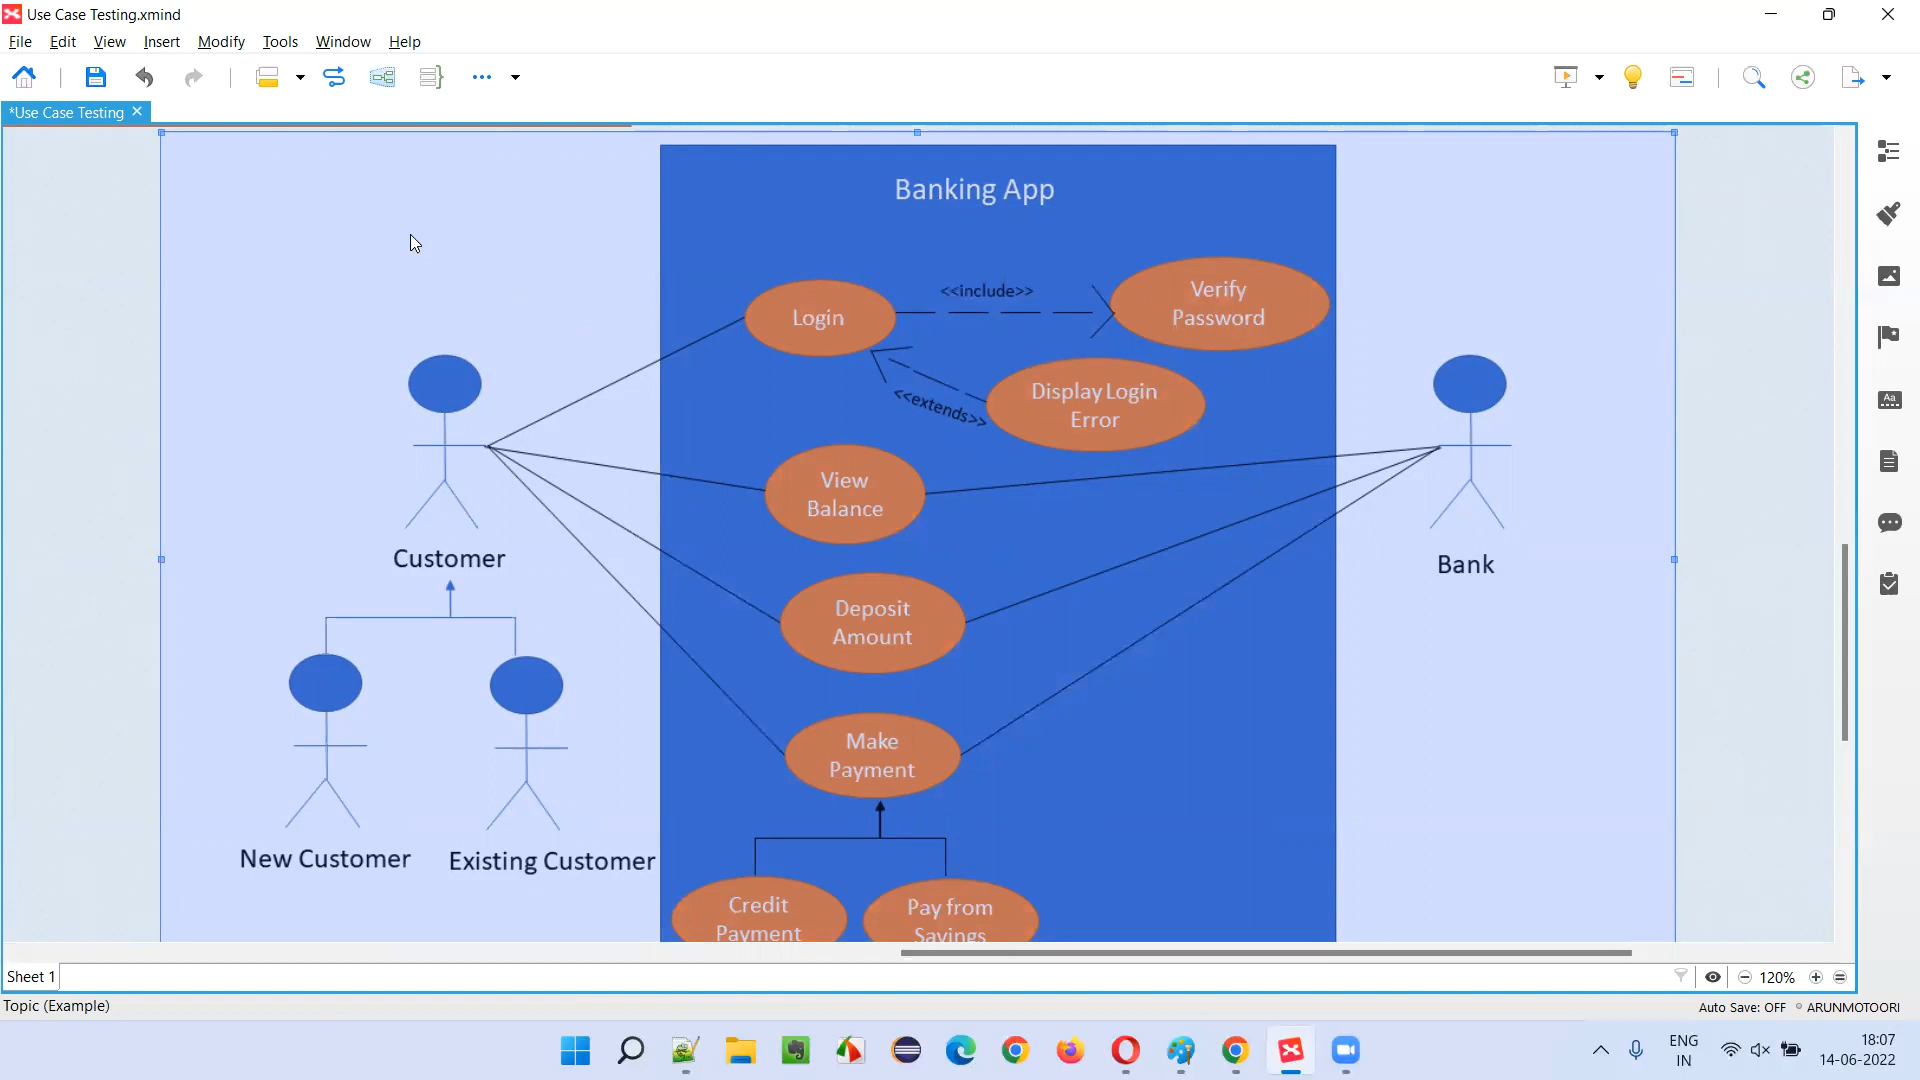 Use Case Testing.xmind
File Edit View Insert Modify Tools Window Help
*Use Case Testing
Banking App
<<include>>
Login
Verify
Password
<<extends>>
Display Login
Error
View
Balance
Customer
Bank
Deposit
Amount
Make
Payment
New Customer
Existing Customer
Credit
Payment
Pay from
Savings
Aa
Sheet 1
120%
Topic (Example)
Auto Save: OFF
ARUNMOTOORI
ENG
IN
18:07
14-06-2022